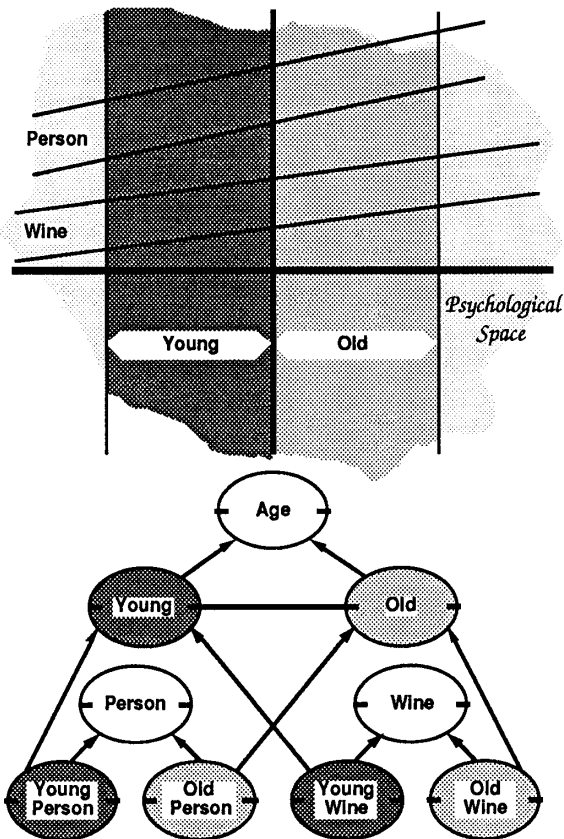 Person
Wine
Psychological
Space
Young
Old
Age
Young
Old
Person
Wine
Young
Person
Old
Person
Young
Wine
Old
Wine